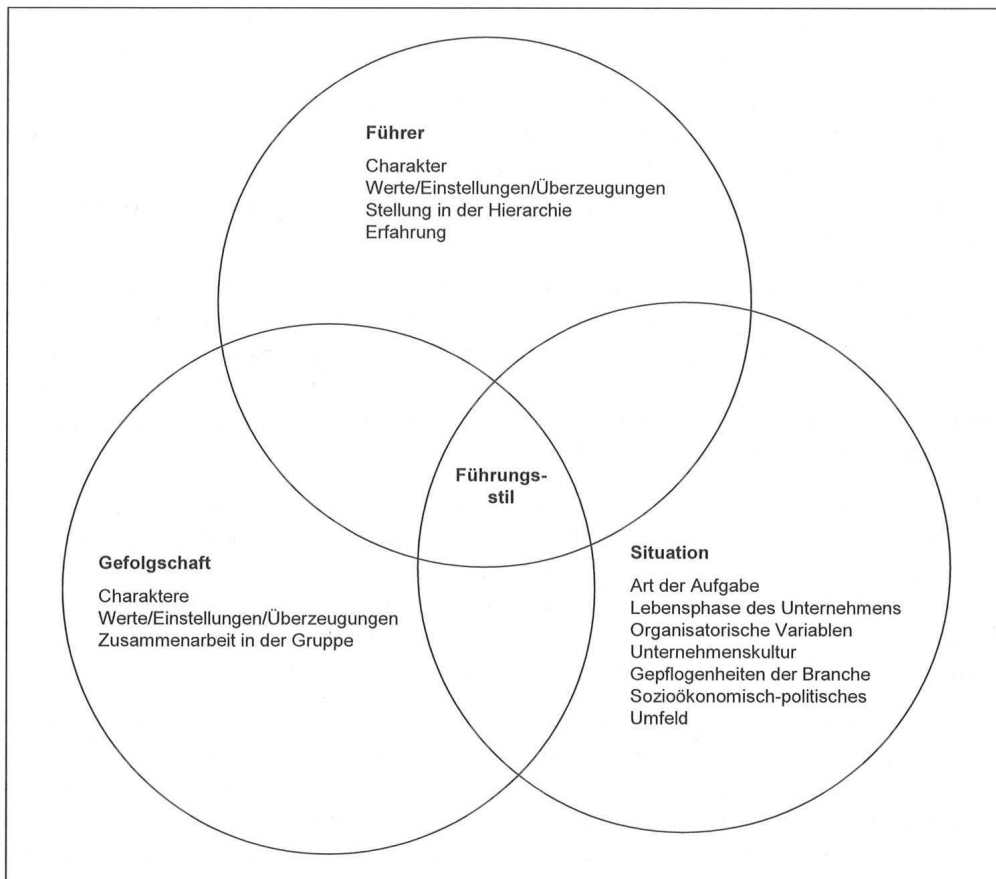 Führer
Charakter
Werte/Einstellungen/Überzeugungen
Stellung in der Hierarchie
Erfahrung
Führungs-
stil
Gefolgschaft
Charaktere
Werte/Einstellungen/Überzeugungen
Zusammenarbeit in der Gruppe
Situation
Art der Aufgabe
Lebensphase des Unternehmens
Organisatorische Variablen
Unternehmenskultur
Gepflogenheiten der Branche
Sozioökonomisch-politisches
Umfeld